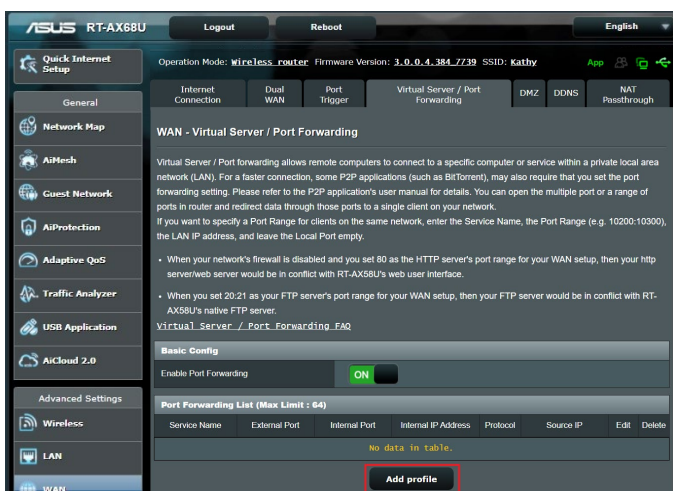 ASUS RT-AX68U Logout Reboot English
Quick Internet
Setup
General
Network Map
AiMesh
Guest Network
AiProtection
Adaptive QoS
Traffic Analyzer
USB Application
AiCloud 2.0
Advanced Settings
Wireless
LAN
WAN
Operation Mode: Wireless router Firmware Version: 3.0.0.4.384_7739 SSID: Kathy App
Internet
Connection
Dual
WAN
Port
Trigger
Virtual Server / Port
Forwarding
DMZ
DDNS
NAT
Passthrough
WAN - Virtual Server / Port Forwarding
Virtual Server / Port forwarding allows remote computers to connect to a specific computer or service within a private local area
network (LAN). For a faster connection, some P2P applications (such as BitTorrent), may also require that you set the port
forwarding setting. Please refer to the P2P application's user manual for details. You can open the multiple port or a range of
ports in router and redirect data through those ports to a single client on your network.
If you want to specify a Port Range for clients on the same network, enter the Service Name, the Port Range (e.g. 10200:10300),
the LAN IP address, and leave the Local Port empty.
• When your network's firewall is disabled and you set 80 as the HTTP server's port range for your WAN setup, then your http
server/web server would be in conflict with RT-AX58U's web user interface.
• When you set 20:21 as your FTP server's port range for your WAN setup, then your FTP server would be in conflict with RT-
AX58U's native FTP server.
Virtual Server / Port Forwarding FAQ
Basic Config
Enable Port Forwarding ON
Port Forwarding List (Max Limit : 64)
Service Name External Port Internal Port Internal IP Address Protocol Source IP Edit Delete
No data in table.
Add profile